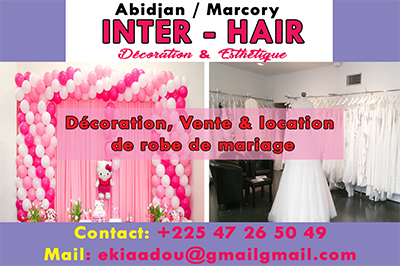 Abidjan / Marcory
INTER - HAIR
Décoration & Esthétique
Décoration, Vente & location
de robe de mariage
Contact: +225 47 26 50 49
Mail: ekiaadou@gmailgmail.com